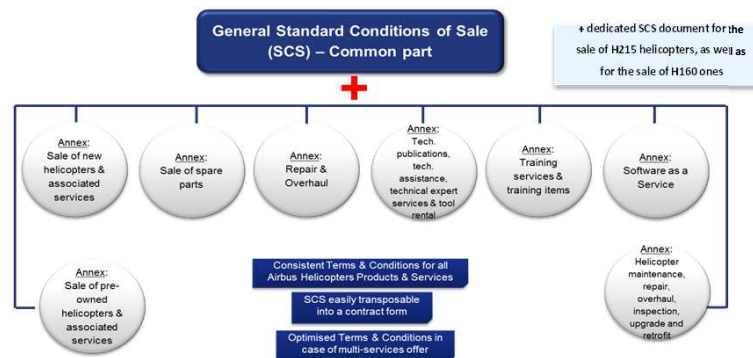 General Standard Conditions of Sale
(SCS) – Common part
+ dedicated SCS document for the
sale of H215 helicopters, as well as
for the sale of H160 ones
Annex:
Sale of new
helicopters &
associated
services
Annex:
Sale of spare
parts
Annex:
Repair &
Overhaul
Annex:
Tech.
publications,
tech.
assistance,
technical expert
services & tool
rental
Annex:
Training
services &
training items
Annex:
Software as a
Service
Annex:
Sale of pre-
owned
helicopters &
associated
services
Consistent Terms & Conditions for all
Airbus Helicopters Products & Services
SCS easily transposable
into a contract form
Optimised Terms & Conditions in
case of multi-services offer
Annex:
Helicopter
maintenance,
repair,
overhaul,
inspection,
upgrade and
retrofit